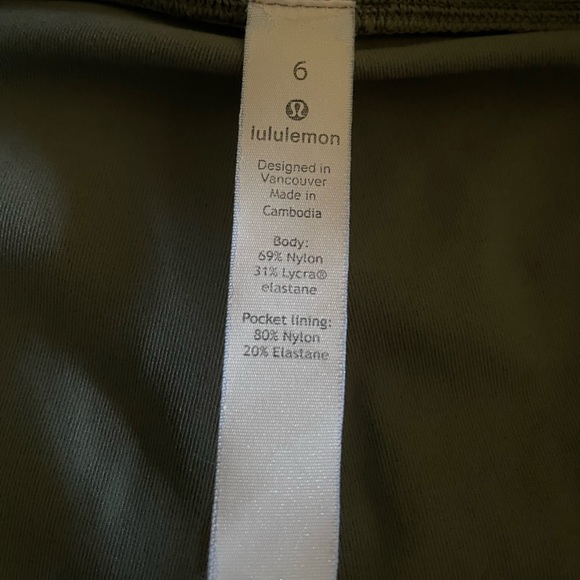 6
lululemon
Designed in
Vancouver
Made in
Cambodia
Body:
69% Nylon
31% Lycra®
elastane
Pocket lining:
80% Nylon
20% Elastane